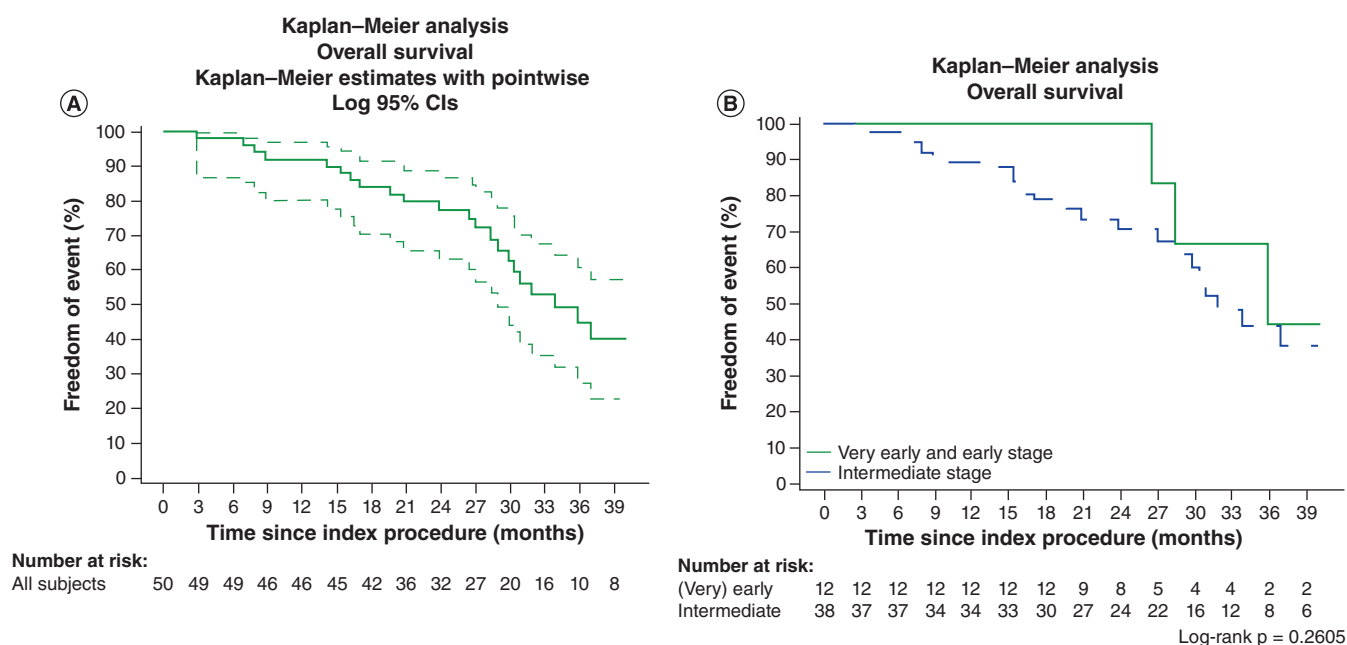 Kaplan–Meier analysis
Overall survival
Kaplan–Meier estimates with pointwise
Log 95% CIs
A
Freedom of event (%)
100
90
80
70
60
50
40
30
20
10
0
0 3 6 9 12 15 18 21 24 27 30 33 36 39
Time since index procedure (months)
Number at risk:
All subjects 50 49 49 46 46 45 42 36 32 27 20 16 10 8
Kaplan–Meier analysis
Overall survival
B
Freedom of event (%)
100
90
80
70
60
50
40
30
20
10
0
Very early and early stage
Intermediate stage
0 3 6 9 12 15 18 21 24 27 30 33 36 39
Time since index procedure (months)
Number at risk:
(Very) early 12 12 12 12 12 12 12 9 8 5 4 4 2 2
Intermediate 38 37 37 34 34 33 30 27 24 22 16 12 8 6
Log-rank p = 0.2605